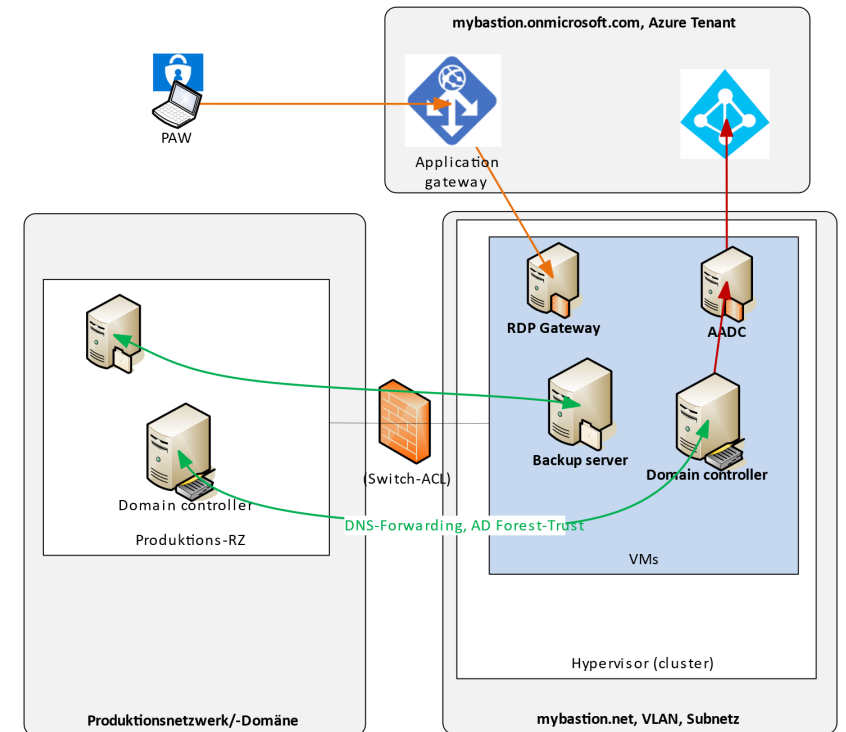 mybastion.onmicrosoft.com, Azure Tenant
PAW
Application
gateway
RDP Gateway
AADC
Backup server
Domain controller
(Switch-ACL)
Domain controller
DNS-Forwarding, AD Forest-Trust
Produktions-RZ
VMs
Hypervisor (cluster)
Produktionsnetzwerk/-Domäne
mybastion.net, VLAN, Subnetz